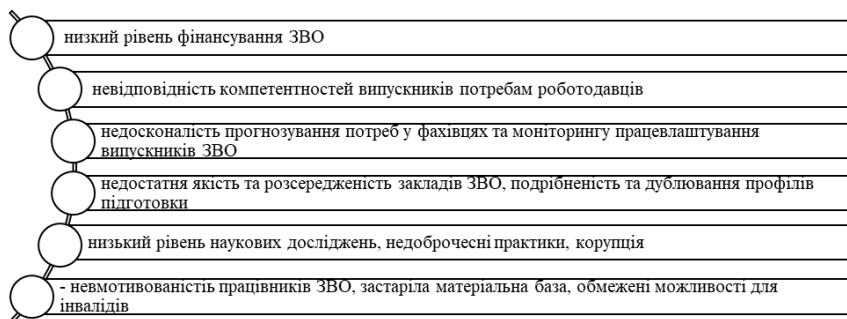 низкий рівень фінансування ЗВО
невідповідність компетентностей випускників потребам роботодавців
недосконалість прогнозування потреб у фахівцях та моніторингу працевлаштування
випускників ЗВО
недостатня якість та розсередженість закладів ЗВО, подрібненість та дублювання профілів
підготовки
низький рівень наукових досліджень, недоброчесні практики, корупція
- невмотивованість працівників ЗВО, застаріла матеріальна база, обмежені можливості для
інвалідів